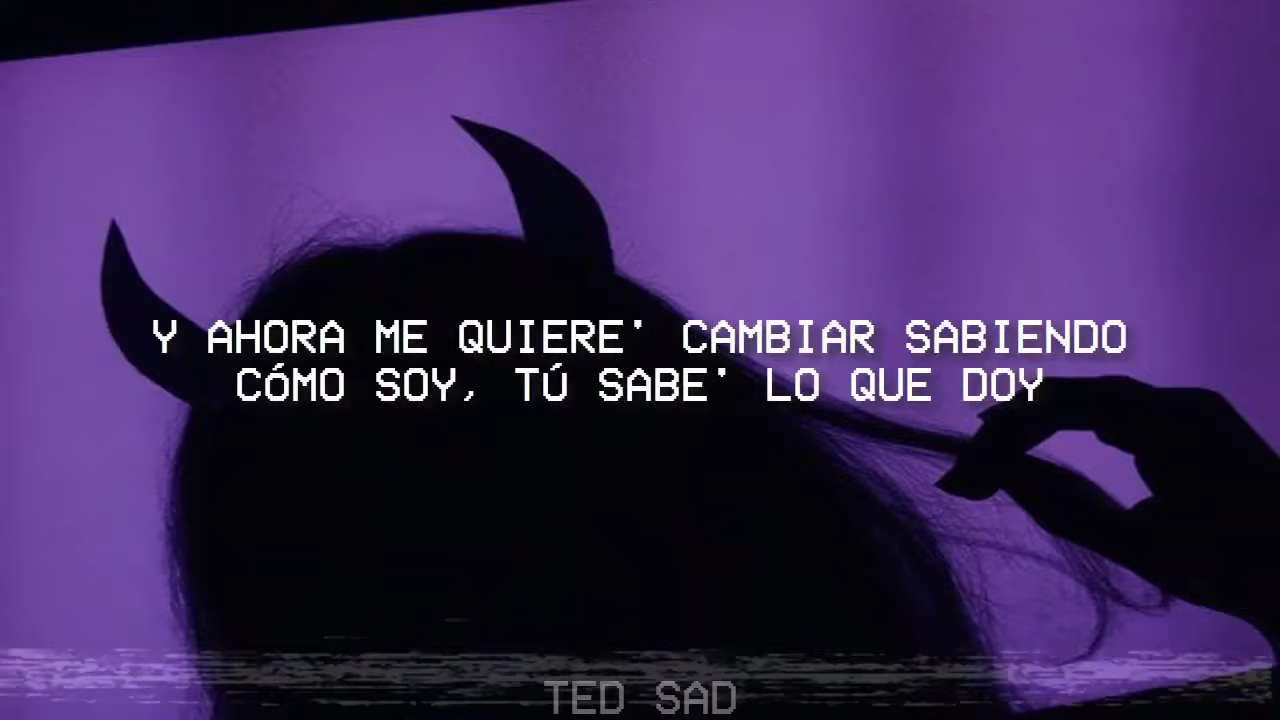 Y AHORA ME QUIERE' CAMBIAR SABIENDO
CóMO SOY, TÚ SABE' LO QUE DOY
TED SAD